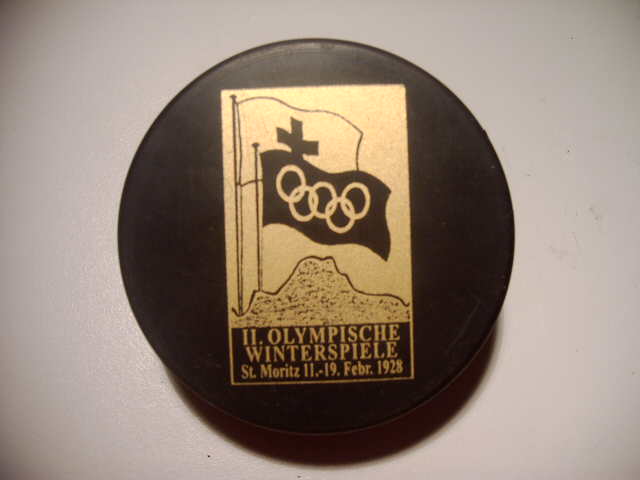 II. OLYMPISCHE
WINTERSPIELE
St. Moritz 11.-19. Febr. 1928